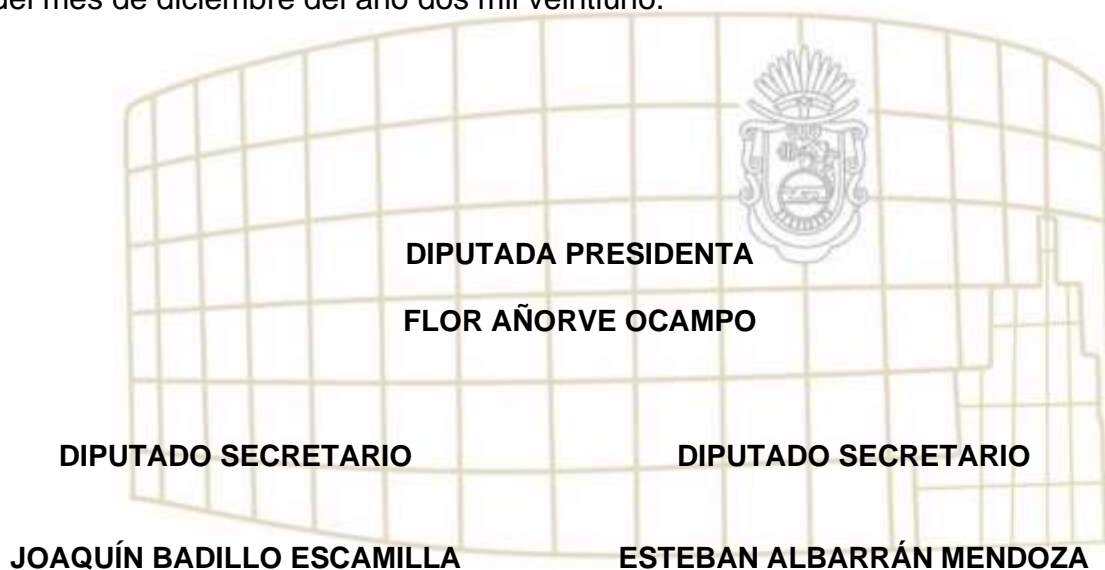 del mes de diciembre del año dos mil veintiuno.
DIPUTADA PRESIDENTA
FLOR AÑORVE OCAMPO
DIPUTADO SECRETARIO DIPUTADO SECRETARIO
JOAQUÍN BADILLO ESCAMILLA ESTEBAN ALBARRÁN MENDOZA